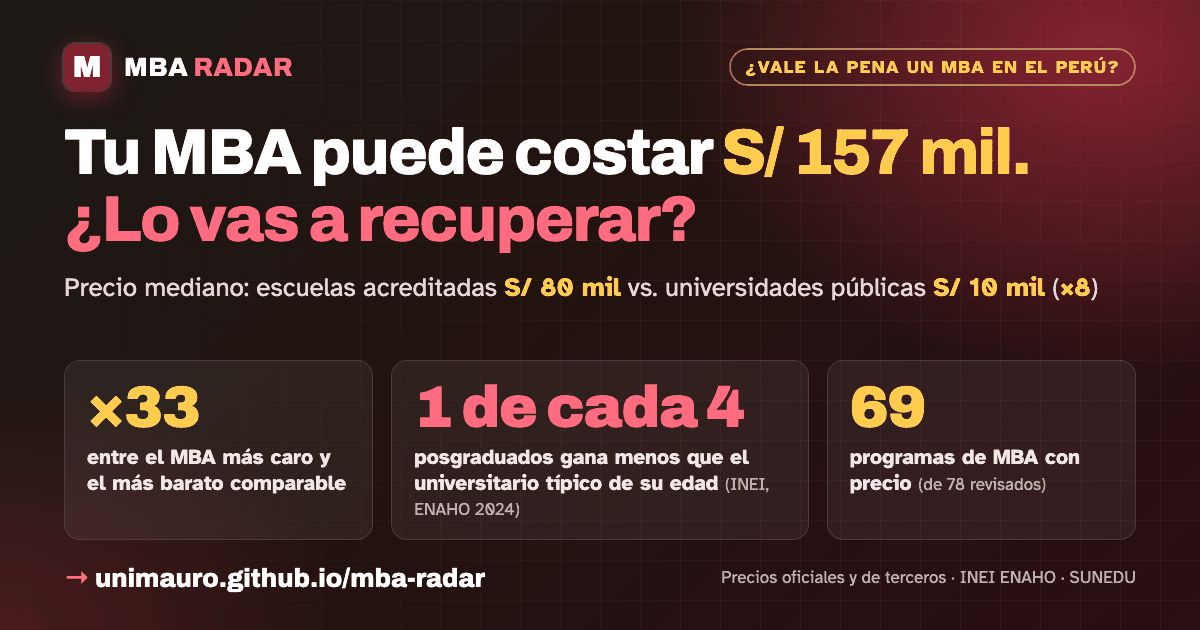 M MBA RADAR
¿VALE LA PENA UN MBA EN EL PERÚ?
Tu MBA puede costar S/ 157 mil.
¿Lo vas a recuperar?
Precio mediano: escuelas acreditadas S/ 80 mil vs. universidades públicas S/ 10 mil (×8)
×33
entre el MBA más caro y
el más barato comparable
1 de cada 4
posgraduados gana menos que el
universitario típico de su edad (INEI,
ENAHO 2024)
69
programas de MBA con
precio (de 78 revisados)
→ unimauro.github.io/mba-radar
Precios oficiales y de terceros · INEI ENAHO · SUNEDU